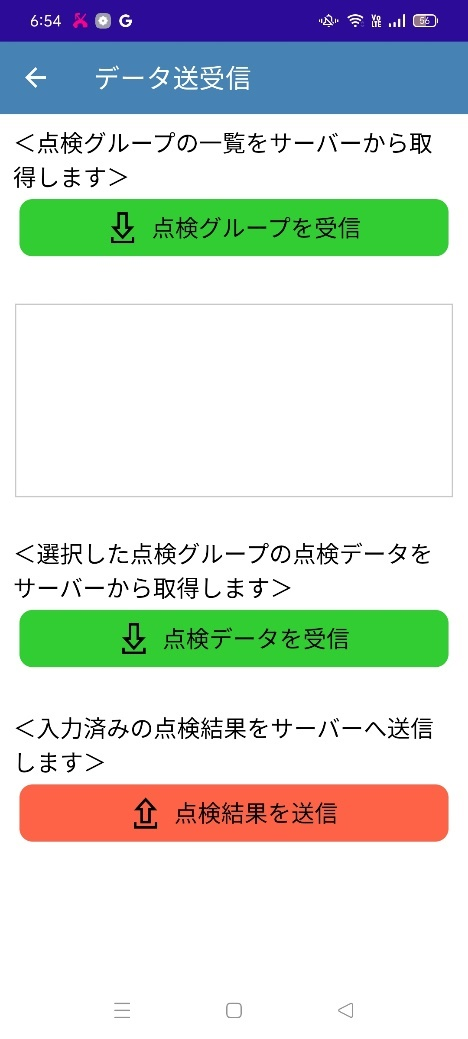 6:54
56
データ送受信
＜点検グループの一覧をサーバーから取
得します＞
点検グループを受信
＜選択した点検グループの点検データを
サーバーから取得します＞
点検データを受信
＜入力済みの点検結果をサーバーへ送信
します＞
点検結果を送信